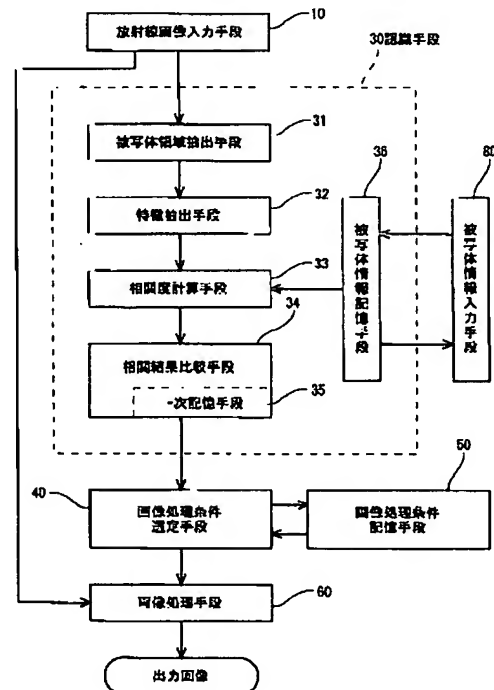 放射線画像入力手段
10
30認識手段
被写体領域抽出手段
31
特徴抽出手段
32
相関度計算手段
33
34
相関結果比較手段
一次記憶手段
35
36
被写体情報記憶手段
80
被写体情報入力手段
40
画像処理条件
選定手段
50
画像処理条件
記憶手段
画像処理手段
60
出力画像